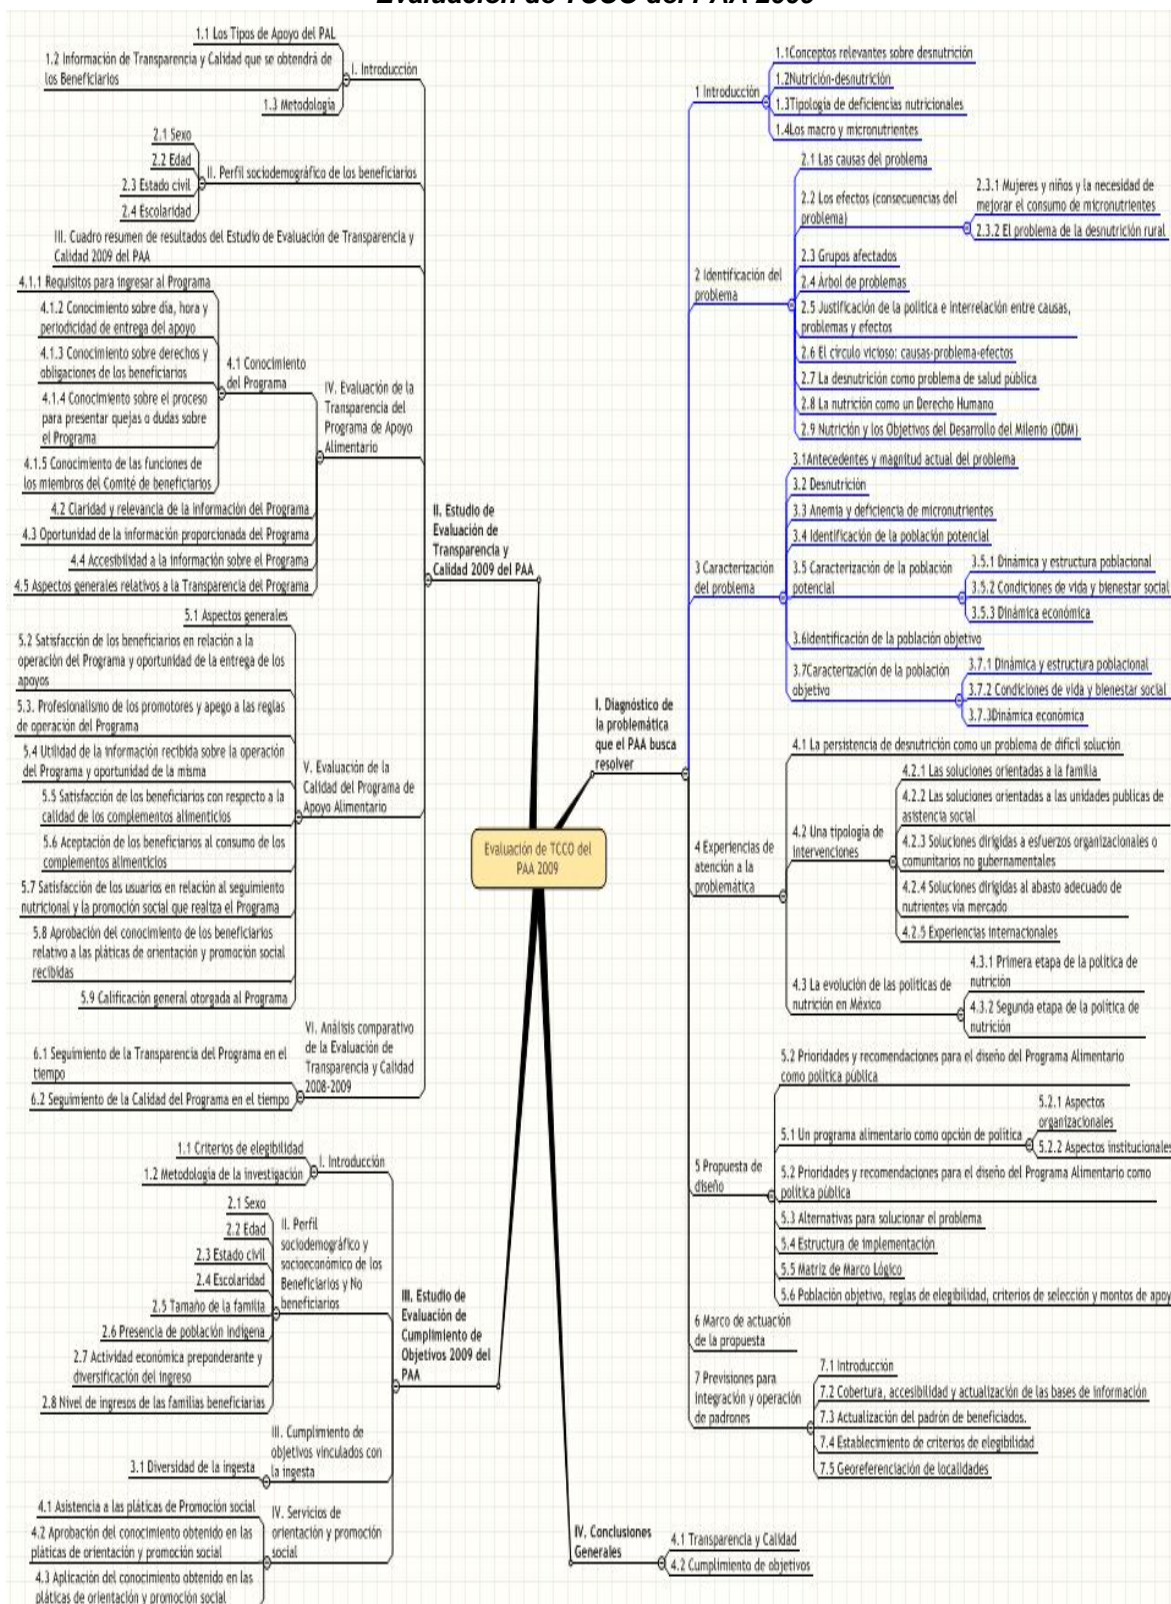 Evaluación de TCCO del PAA 2009
1.1 Los Tipos de Apoyo del PAL
1.2 Información de Transparencia y Calidad que se obtendrá de
los Beneficiarios
1.3 Metodología
I. Introducción
2.1 Sexo
2.2 Edad
2.3 Estado civil
2.4 Escolaridad
II. Perfil sociodemográfico de los beneficiarios
III. Cuadro resumen de resultados del Estudio de Evaluación de Transparencia y
Calidad 2009 del PAA
4.1.1 Requisitos para ingresar al Programa
4.1.2 Conocimiento sobre día, hora y
periodicidad de entrega del apoyo
4.1.3 Conocimiento sobre derechos y
obligaciones de los beneficiarios
4.1.4 Conocimiento sobre el proceso
para presentar quejas o dudas sobre
el Programa
4.1.5 Conocimiento de las funciones de
los miembros del Comité de beneficiarios
4.1 Conocimiento
del Programa
4.2 Claridad y relevancia de la información del Programa
4.3 Oportunidad de la información proporcionada del Programa
4.4 Accesibilidad a la información sobre el Programa
4.5 Aspectos generales relativos a la Transparencia del Programa
IV. Evaluación de la
Transparencia del
Programa de Apoyo
Alimentario
II. Estudio de
Evaluación de
Transparencia y
Calidad 2009 del PAA
5.1 Aspectos generales
5.2 Satisfacción de los beneficiarios en relación a la
operación del Programa y oportunidad de la entrega de los
apoyos
5.3. Profesionalismo de los promotores y apego a las reglas
de operación del Programa
5.4 Utilidad de la información recibida sobre la operación
del Programa y oportunidad de la misma
5.5 Satisfacción de los beneficiarios con respecto a la
calidad de los complementos alimenticios
5.6 Aceptación de los beneficiarios al consumo de los
complementos alimenticios
5.7 Satisfacción de los usuarios en relación al seguimiento
nutricional y la promoción social que realiza el Programa
5.8 Aprobación del conocimiento de los beneficiarios
relativo a las pláticas de orientación y promoción social
recibidas
5.9 Calificación general otorgada al Programa
V. Evaluación de la
Calidad del Programa de
Apoyo Alimentario
6.1 Seguimiento de la Transparencia del Programa en el
tiempo
6.2 Seguimiento de la Calidad del Programa en el tiempo
VI. Análisis comparativo
de la Evaluación de
Transparencia y Calidad
2008-2009
1.1 Criterios de elegibilidad
1.2 Metodología de la investigación
I. Introducción
2.1 Sexo
2.2 Edad
2.3 Estado civil
2.4 Escolaridad
2.5 Tamaño de la familia
2.6 Presencia de población indígena
2.7 Actividad económica preponderante y
diversificación del ingreso
2.8 Nivel de ingresos de las familias beneficiarias
II. Perfil
sociodemográfico y
socioeconómico de los
Beneficiarios y No
beneficiarios
III. Estudio de
Evaluación de
Cumplimiento de
Objetivos 2009 del
PAA
III. Cumplimiento de
objetivos vinculados con
la ingesta
3.1 Diversidad de la ingesta
4.1 Asistencia a las pláticas de Promoción social
4.2 Aprobación del conocimiento obtenido en las
pláticas de orientación y promoción social
4.3 Aplicación del conocimiento obtenido en las
pláticas de orientación y promoción social
IV. Servicios de
orientación y promoción
social
Evaluación de TCCO del
PAA 2009
I. Diagnóstico de
la problemática
que el PAA busca
resolver
1 Introducción
1.1Conceptos relevantes sobre desnutrición
1.2Nutrición-desnutrición
1.3Tipología de deficiencias nutricionales
1.4Los macro y micronutrientes
2 Identificación del
problema
2.1 Las causas del problema
2.2 Los efectos (consecuencias del
problema)
2.3.1 Mujeres y niños y la necesidad de
mejorar el consumo de micronutrientes
2.3.2 El problema de la desnutrición rural
2.3 Grupos afectados
2.4 Árbol de problemas
2.5 Justificación de la política e interrelación entre causas,
problemas y efectos
2.6 El círculo vicioso: causas-problema-efectos
2.7 La desnutrición como problema de salud pública
2.8 La nutrición como un Derecho Humano
2.9 Nutrición y los Objetivos del Desarrollo del Milenio (ODM)
3 Caracterización
del problema
3.1Antecedentes y magnitud actual del problema
3.2 Desnutrición
3.3 Anemia y deficiencia de micronutrientes
3.4 Identificación de la población potencial
3.5 Caracterización de la población
potencial
3.5.1 Dinámica y estructura poblacional
3.5.2 Condiciones de vida y bienestar social
3.5.3 Dinámica económica
3.6Identificación de la población objetivo
3.7Caracterización de la población
objetivo
3.7.1 Dinámica y estructura poblacional
3.7.2 Condiciones de vida y bienestar social
3.7.3Dinámica económica
4 Experiencias de
atención a la
problemática
4.1 La persistencia de desnutrición como un problema de difícil solución
4.2 Una tipología de
intervenciones
4.2.1 Las soluciones orientadas a la familia
4.2.2 Las soluciones orientadas a las unidades publicas de
asistencia social
4.2.3 Soluciones dirigidas a esfuerzos organizacionales o
comunitarios no gubernamentales
4.2.4 Soluciones dirigidas al abasto adecuado de
nutrientes vía mercado
4.2.5 Experiencias internacionales
4.3 La evolución de las políticas de
nutrición en México
4.3.1 Primera etapa de la política de
nutrición
4.3.2 Segunda etapa de la política de
nutrición
5 Propuesta de
diseño
5.2 Prioridades y recomendaciones para el diseño del Programa Alimentario
como política pública
5.1 Un programa alimentario como opción de política
5.2.1 Aspectos
organizacionales
5.2.2 Aspectos institucionales
5.2 Prioridades y recomendaciones para el diseño del Programa Alimentario como
política pública
5.3 Alternativas para solucionar el problema
5.4 Estructura de implementación
5.5 Matriz de Marco Lógico
5.6 Población objetivo, reglas de elegibilidad, criterios de selección y montos de apoy
6 Marco de actuación
de la propuesta
7 Previsiones para
integración y operación
de padrones
7.1 Introducción
7.2 Cobertura, accesibilidad y actualización de las bases de información
7.3 Actualización del padrón de beneficiados.
7.4 Establecimiento de criterios de elegibilidad
7.5 Georeferenciación de localidades
IV. Conclusiones
Generales
4.1 Transparencia y Calidad
4.2 Cumplimiento de objetivos